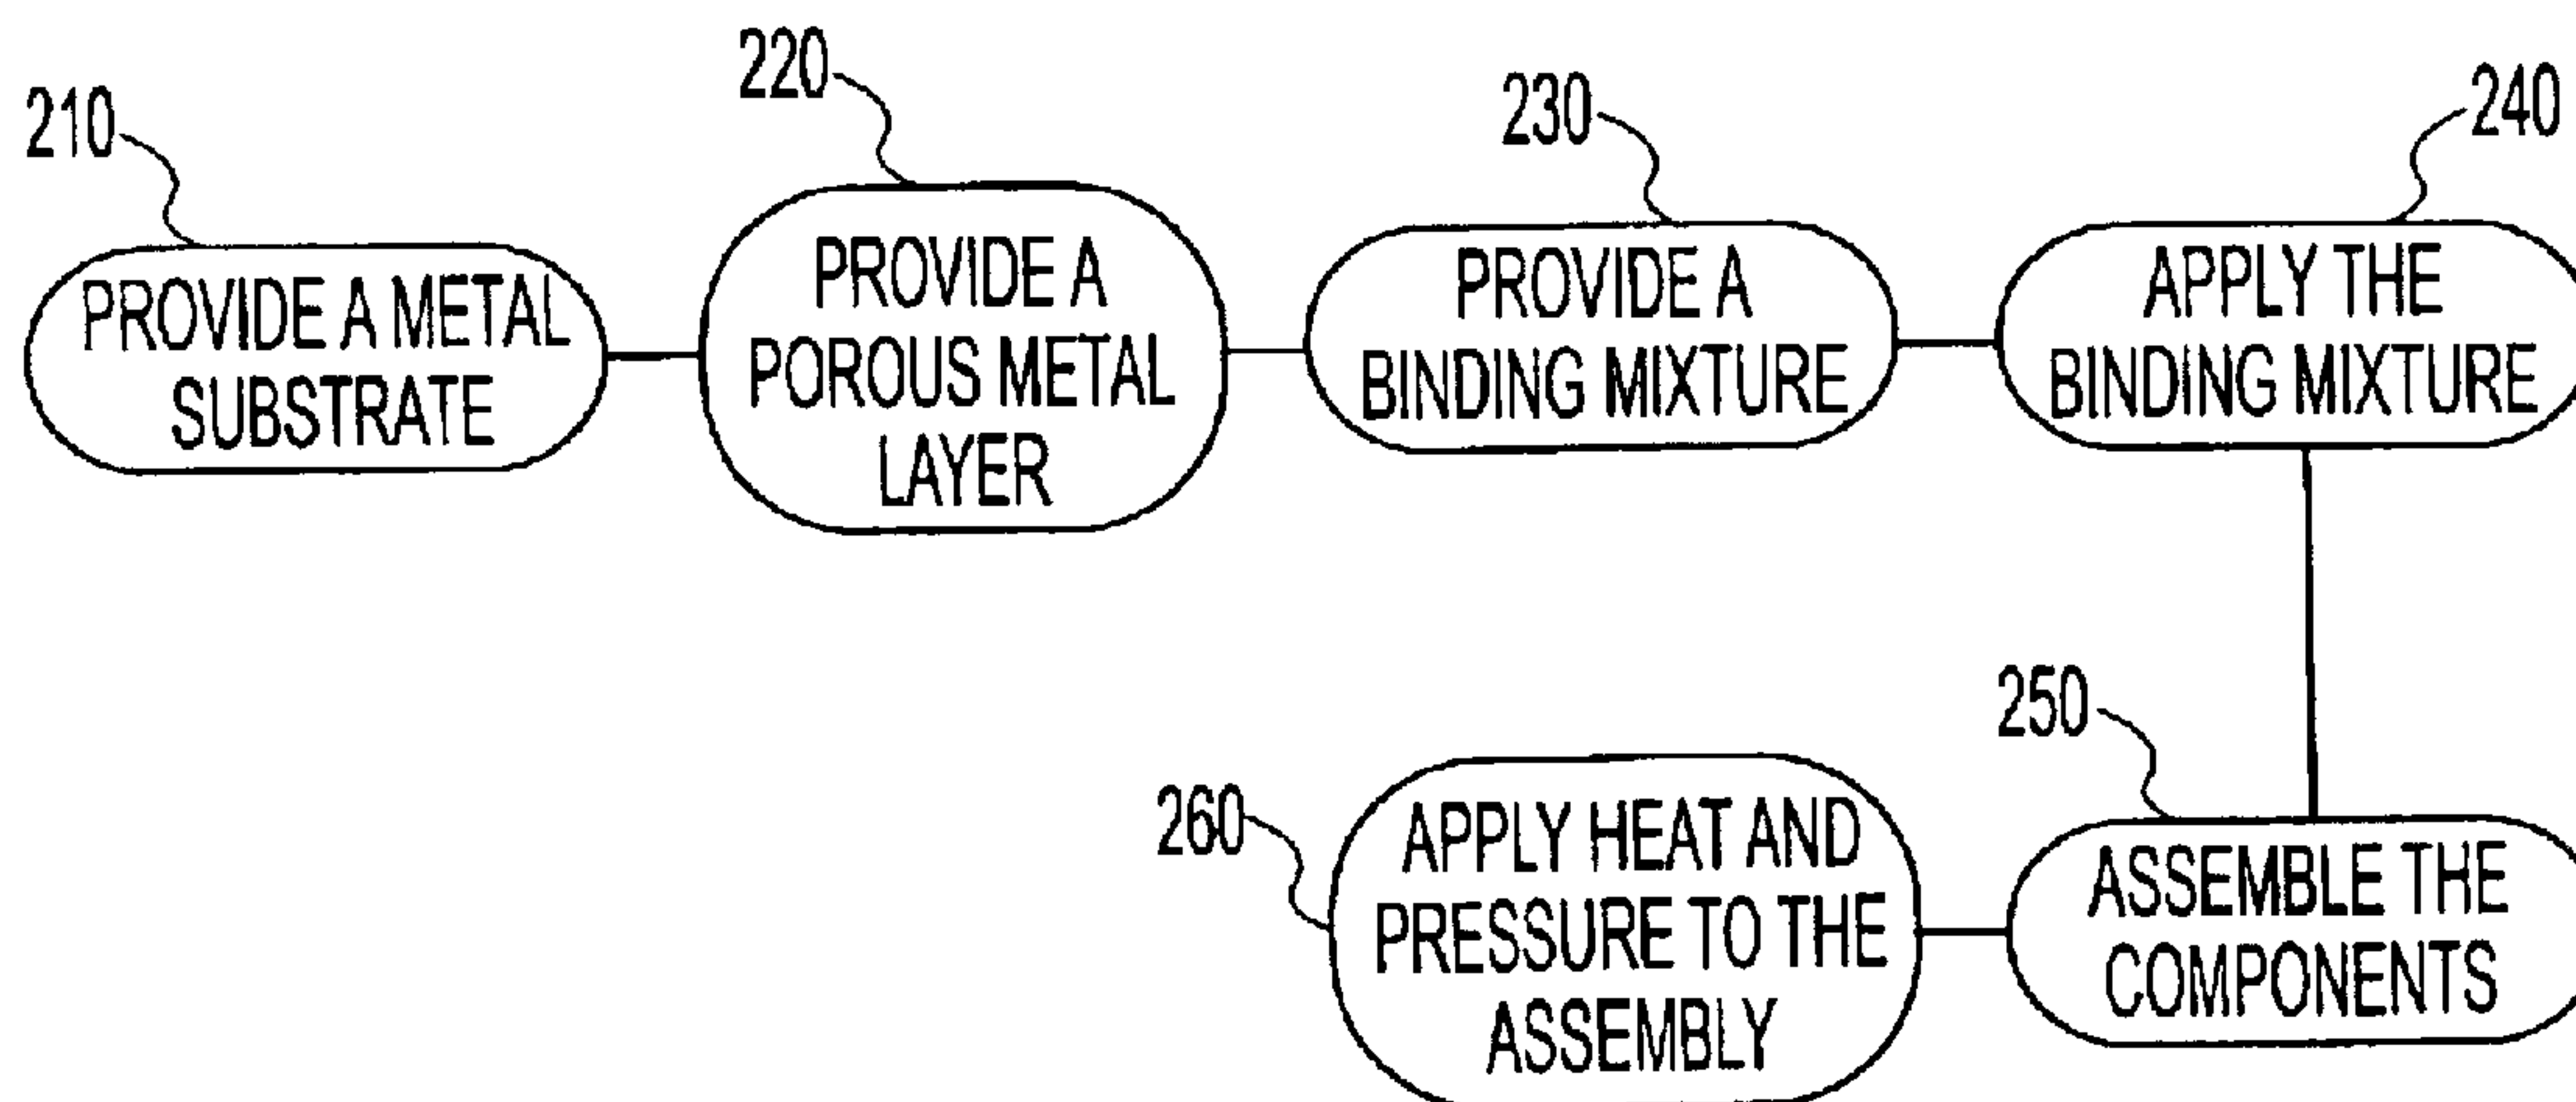 210
PROVIDE A METAL
SUBSTRATE
220
PROVIDE A
POROUS METAL
LAYER
230
PROVIDE A
BINDING MIXTURE
240
APPLY THE
BINDING MIXTURE
250
ASSEMBLE THE
COMPONENTS
260
APPLY HEAT AND
PRESSURE TO THE
ASSEMBLY